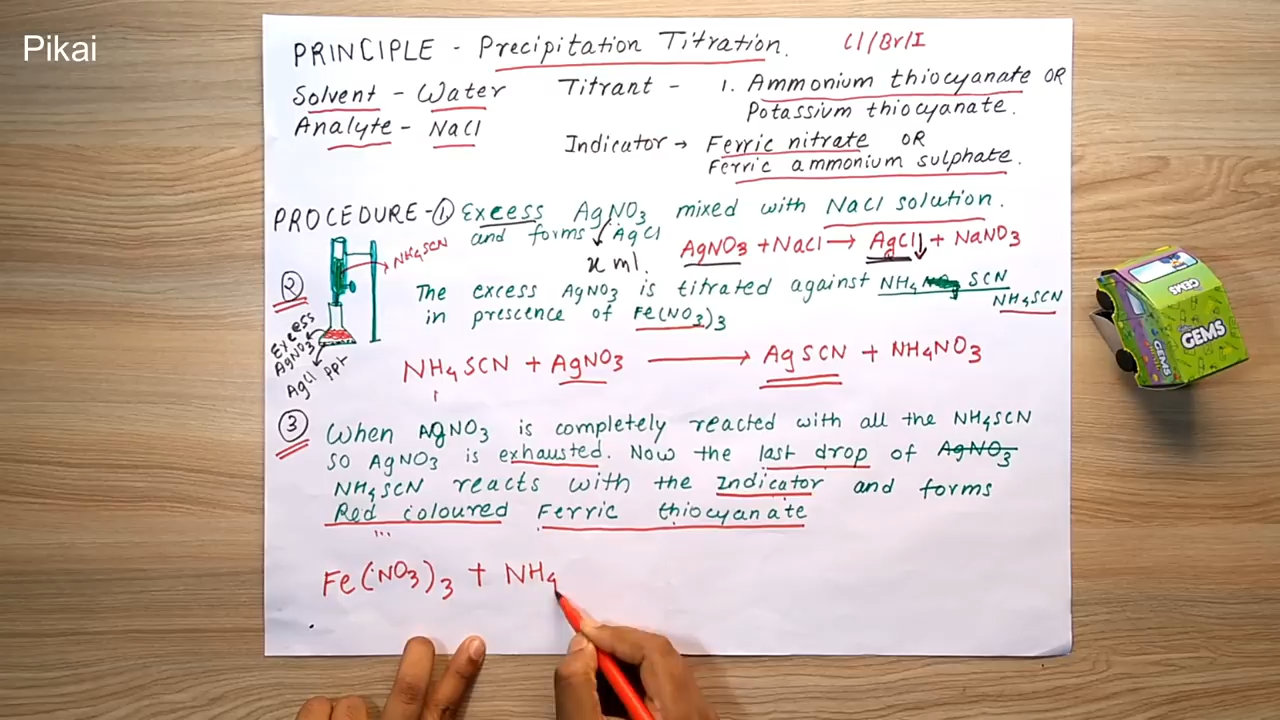 Pikai
PRINCIPLE - Precipitation Titration. Cl/Br/I
Solvent - Water Titrant - 1. Ammonium thiocyanate OR
Potassium thiocyanate.
Analyte - NaCl
Indicator → Ferric nitrate OR
Ferric ammonium sulphate.
PROCEDURE - ① Excess AgNO3 mixed with NaCl solution.
and forms AgCl AgNO3 + NaCl → AgCl↓ + NaNO3
x ml.
NH4SCN
② The excess AgNO3 is titrated against NH4 SCN
NH4SCN
in prescence of Fe(NO3)3
Excess
AgNO3
AgCl PPT
NH4SCN + AgNO3 → AgSCN + NH4NO3
③ When AgNO3 is completely reacted with all the NH4SCN
so AgNO3 is exhausted. Now the last drop of AgNO3
NH4SCN reacts with the Indicator and forms
Red coloured Ferric thiocyanate
Fe(NO3)3 + NH4
GEMS
GEMS
GEMS